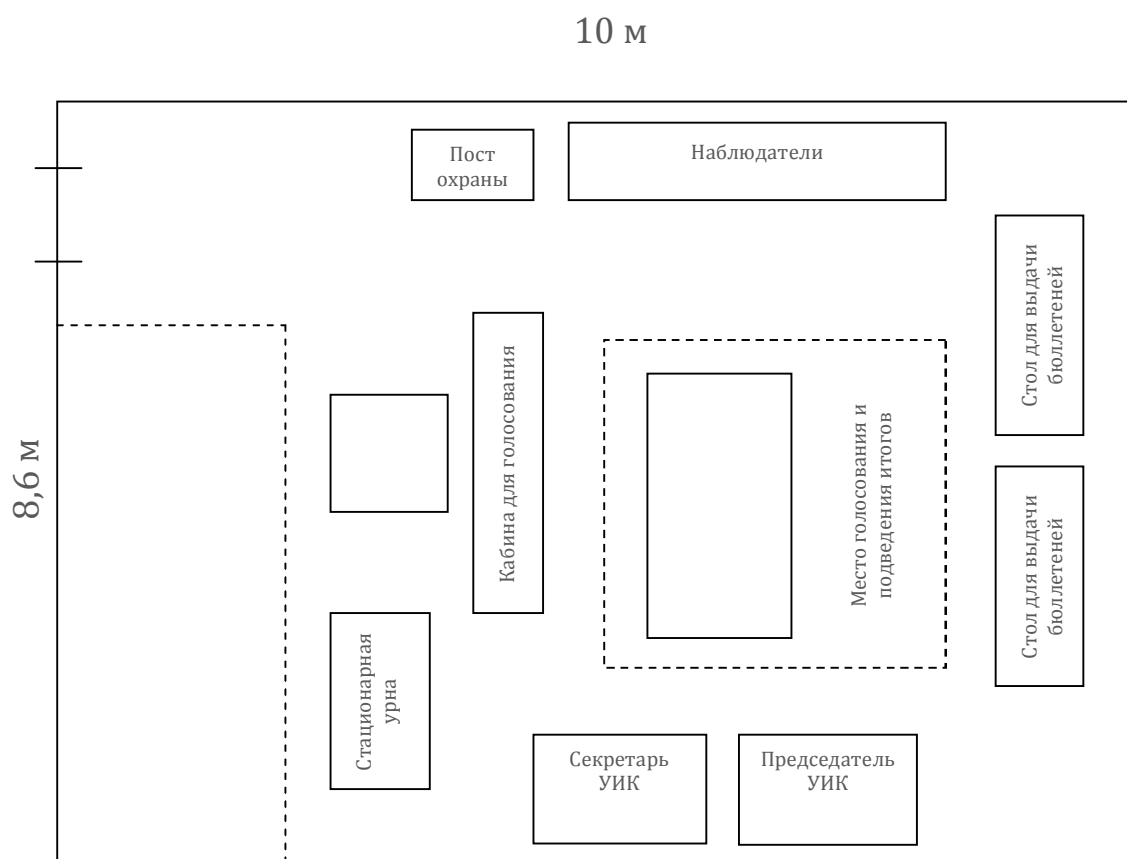 10 м
Пост
охраны
Наблюдатели
Стол для выдачи
бюллетеней
8,6 м
Кабина для голосования
Место голосования и
подведения итогов
Стол для выдачи
бюллетеней
Стационарная
урна
Секретарь
УИК
Председатель
УИК